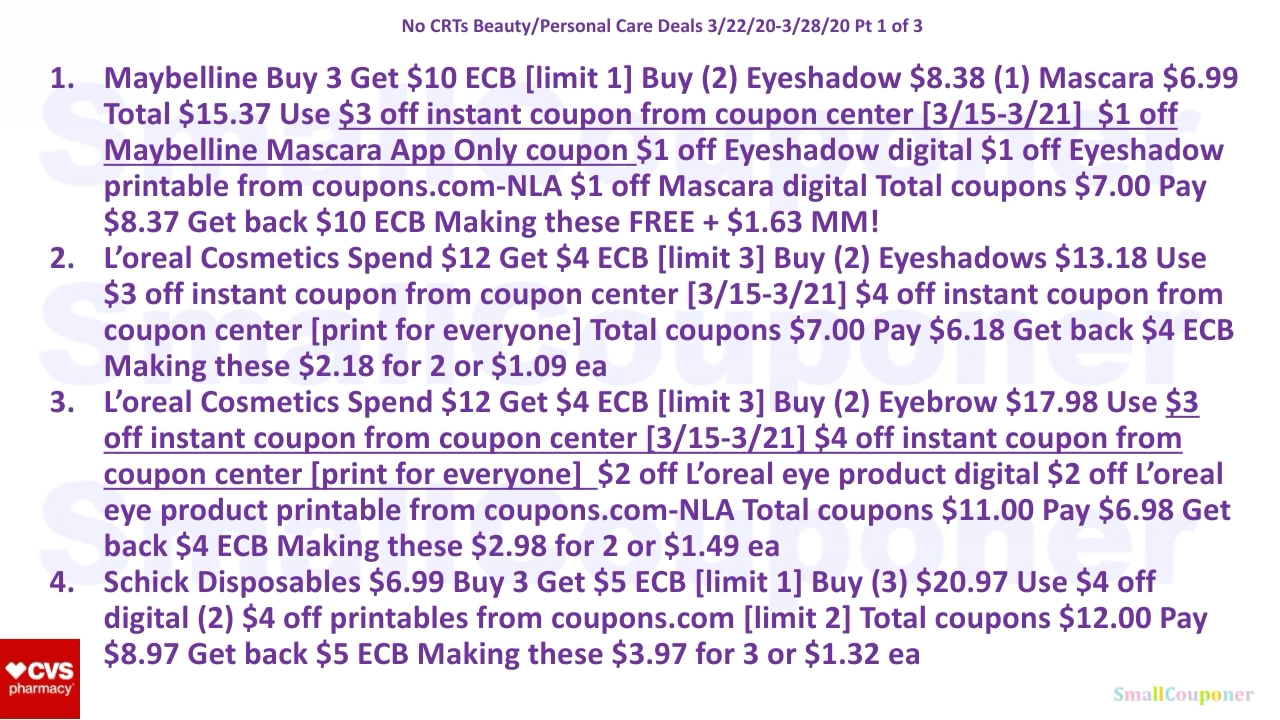 No CRTs Beauty/Personal Care Deals 3/22/20-3/28/20 Pt 1 of 3
1. Maybelline Buy 3 Get $10 ECB [limit 1] Buy (2) Eyeshadow $8.38 (1) Mascara $6.99
Total $15.37 Use $3 off instant coupon from coupon center [3/15-3/21]  $1 off
Maybelline Mascara App Only coupon $1 off Eyeshadow digital $1 off Eyeshadow
printable from coupons.com-NLA $1 off Mascara digital Total coupons $7.00 Pay
$8.37 Get back $10 ECB Making these FREE + $1.63 MM!
2. L’oreal Cosmetics Spend $12 Get $4 ECB [limit 3] Buy (2) Eyeshadows $13.18 Use
$3 off instant coupon from coupon center [3/15-3/21] $4 off instant coupon from
coupon center [print for everyone] Total coupons $7.00 Pay $6.18 Get back $4 ECB
Making these $2.18 for 2 or $1.09 ea
3. L’oreal Cosmetics Spend $12 Get $4 ECB [limit 3] Buy (2) Eyebrow $17.98 Use $3
off instant coupon from coupon center [3/15-3/21] $4 off instant coupon from
coupon center [print for everyone]  $2 off L’oreal eye product digital $2 off L’oreal
eye product printable from coupons.com-NLA Total coupons $11.00 Pay $6.98 Get
back $4 ECB Making these $2.98 for 2 or $1.49 ea
4. Schick Disposables $6.99 Buy 3 Get $5 ECB [limit 1] Buy (3) $20.97 Use $4 off
digital (2) $4 off printables from coupons.com [limit 2] Total coupons $12.00 Pay
$8.97 Get back $5 ECB Making these $3.97 for 3 or $1.32 ea
SmallCouponer
SmallCouponer
SmallCouponer
CVS
pharmacy
SmallCouponer